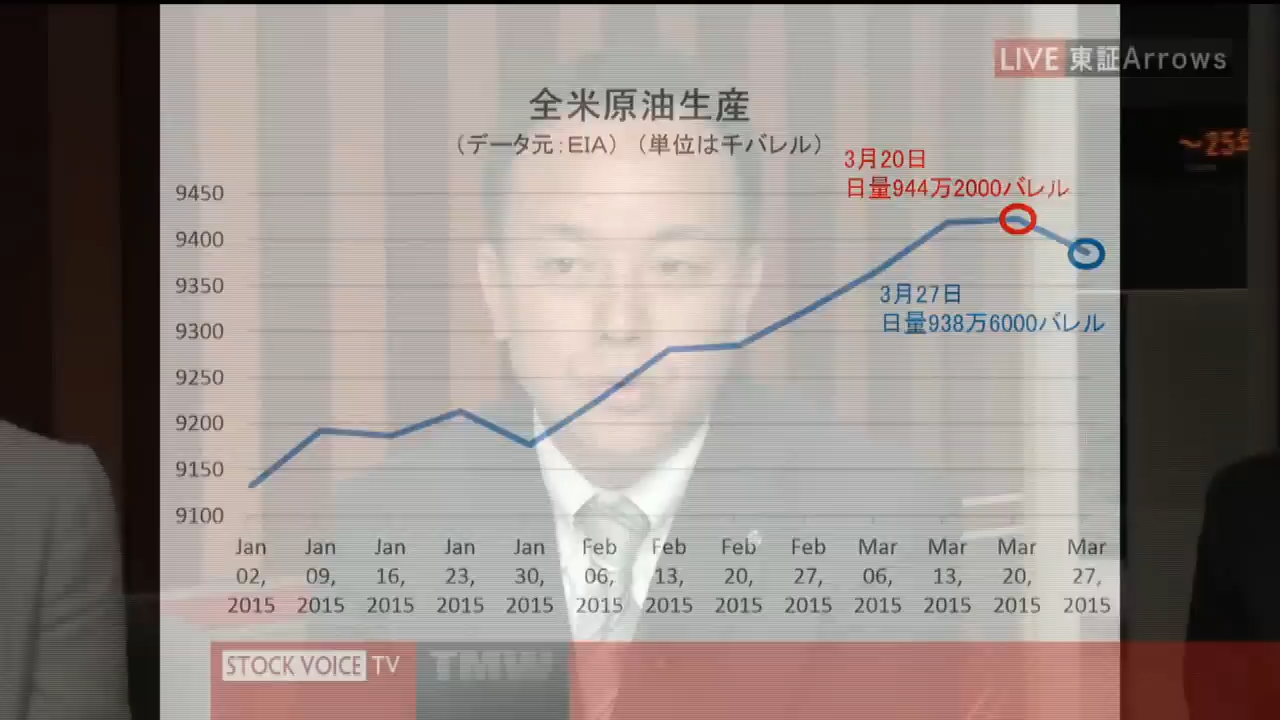 LIVE 東証Arrows
全米原油生産
（データ元：EIA）（単位は千バレル）
～25年
3月20日
日量944万2000バレル
9450
9400
9350
9300
9250
9200
9150
9100
3月27日
日量938万6000バレル
Jan 02, 2015
Jan 09, 2015
Jan 16, 2015
Jan 23, 2015
Jan 30, 2015
Feb 06, 2015
Feb 13, 2015
Feb 20, 2015
Feb 27, 2015
Mar 06, 2015
Mar 13, 2015
Mar 20, 2015
Mar 27, 2015
STOCK VOICE TV
TMW